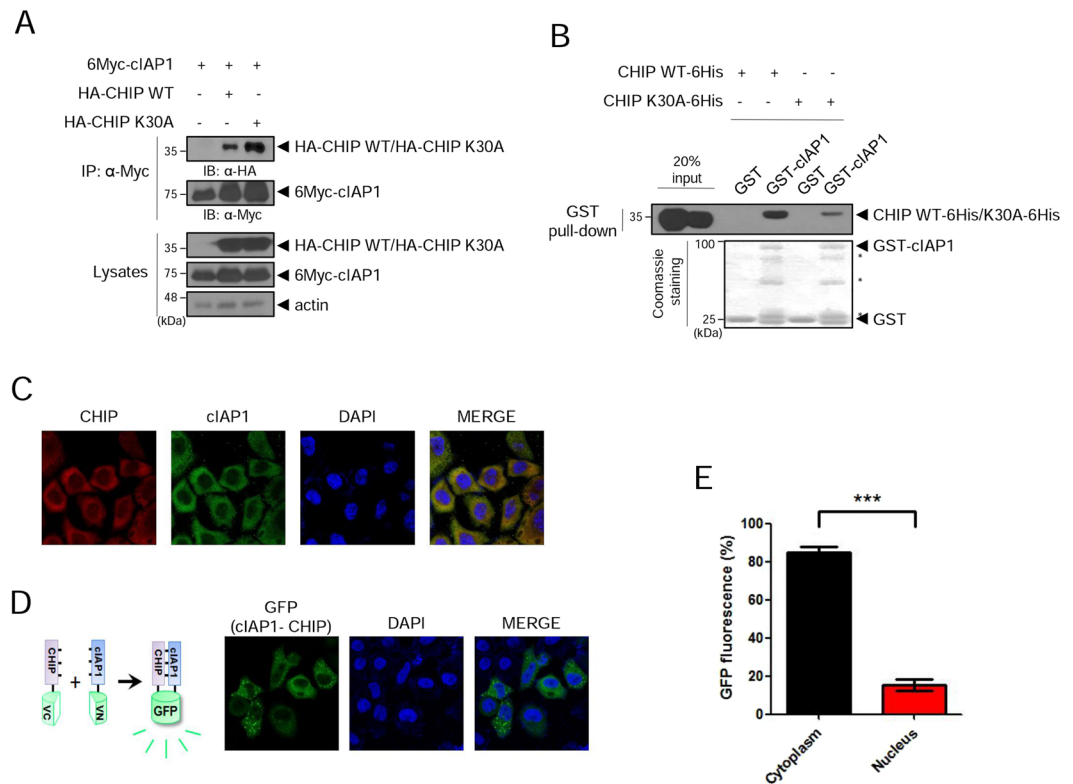 A
6Myc-cIAP1 + + +
HA-CHIP WT - + -
HA-CHIP K30A - - +
IP: α-Myc
35
HA-CHIP WT/HA-CHIP K30A
IB: α-HA
75
6Myc-cIAP1
IB: α-Myc
Lysates
35
HA-CHIP WT/HA-CHIP K30A
75
6Myc-cIAP1
48
actin
(kDa)
B
CHIP WT-6His + + - -
CHIP K30A-6His - - + +
20%
input
GST
GST-cIAP1
GST
GST-cIAP1
GST
pull-down
35
CHIP WT-6His/K30A-6His
Coomassie
staining
100
GST-cIAP1
*
*
*
25
GST
(kDa)
C
CHIP
cIAP1
DAPI
MERGE
D
CHIP
VC
+
cIAP1
VN
CHIP
cIAP1
GFP
GFP
(cIAP1- CHIP)
DAPI
MERGE
E
***
GFP fluorescence (%)
100
80
60
40
20
0
Cytoplasm
Nucleus